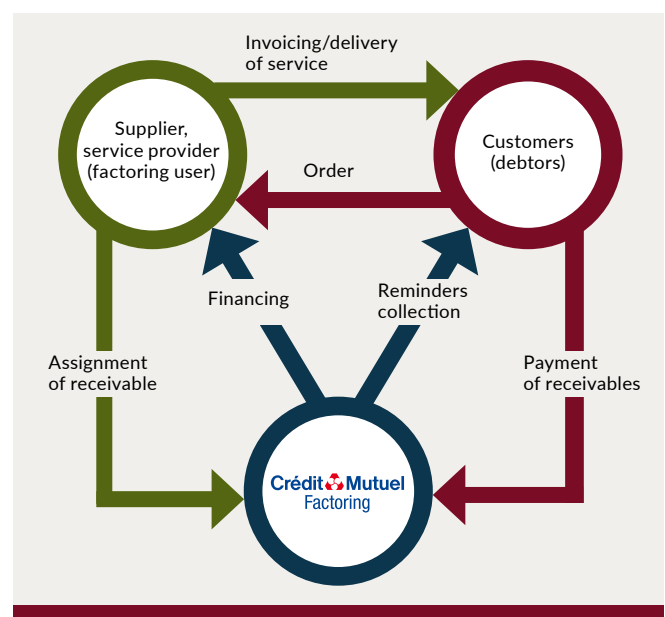 Invoicing/delivery
of service
Supplier,
service provider
(factoring user)
Customers
(debtors)
Order
Financing
Reminders
collection
Assignment
of receivable
Payment
of receivables
Crédit Mutuel
Factoring